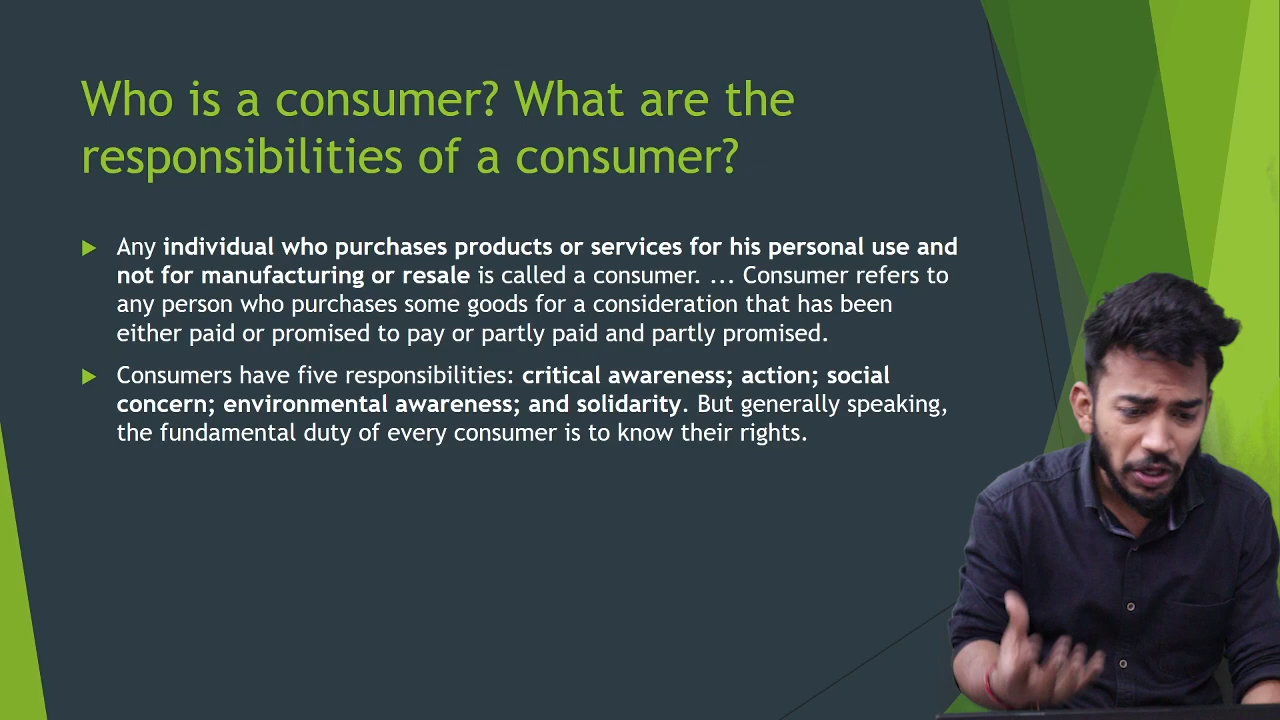 Who is a consumer? What are the
responsibilities of a consumer?
Any individual who purchases products or services for his personal use and
not for manufacturing or resale is called a consumer. ... Consumer refers to
any person who purchases some goods for a consideration that has been
either paid or promised to pay or partly paid and partly promised.
Consumers have five responsibilities: critical awareness; action; social
concern; environmental awareness; and solidarity. But generally speaking,
the fundamental duty of every consumer is to know their rights.